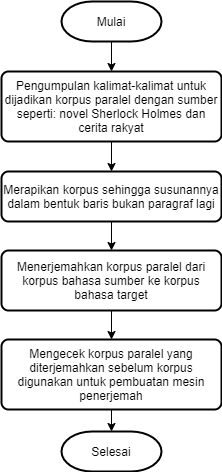 Mulai
Pengumpulan kalimat-kalimat untuk
dijadikan korpus paralel dengan sumber
seperti: novel Sherlock Holmes dan
cerita rakyat
Merapikan korpus sehingga susunannya
dalam bentuk baris bukan paragraf lagi
Menerjemahkan korpus paralel dari
korpus bahasa sumber ke korpus
bahasa target
Mengecek korpus paralel yang
diterjemahkan sebelum korpus
digunakan untuk pembuatan mesin
penerjemah
Selesai